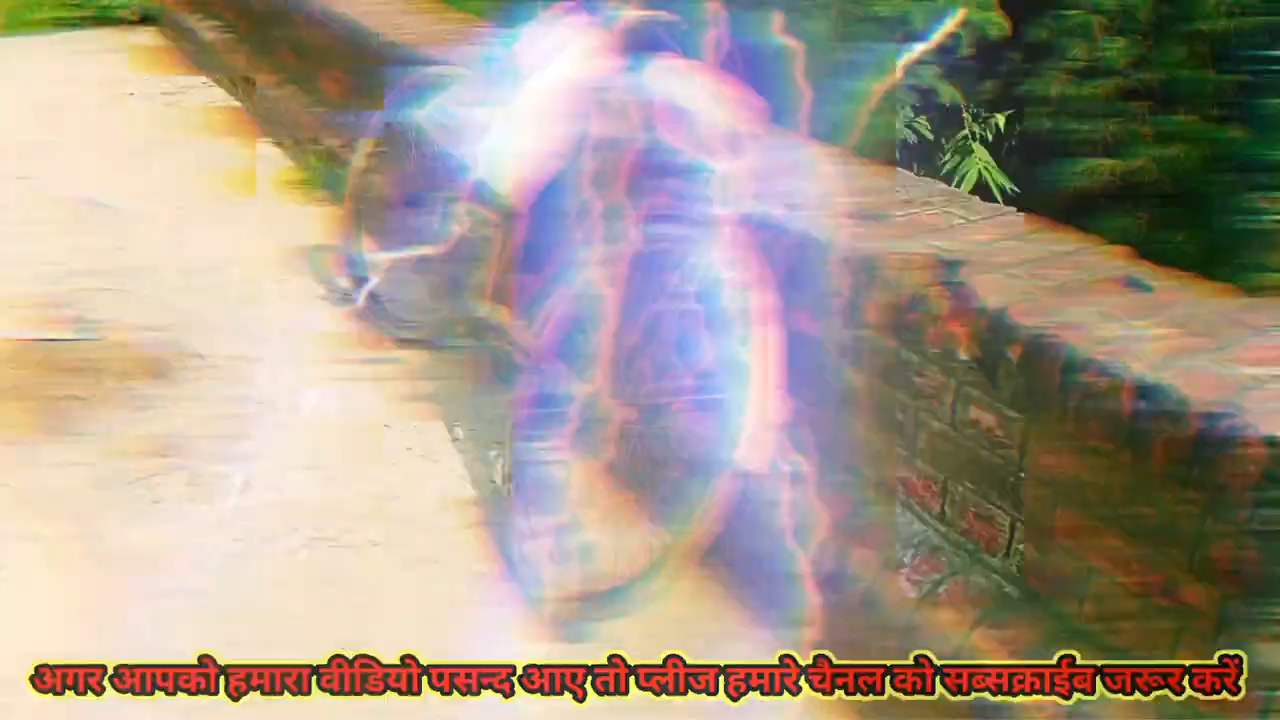 अगर आपको हमारा वीडियो पसन्द आए तो प्लीज हमारे चैनल को सब्सक्राईब जरूर करें